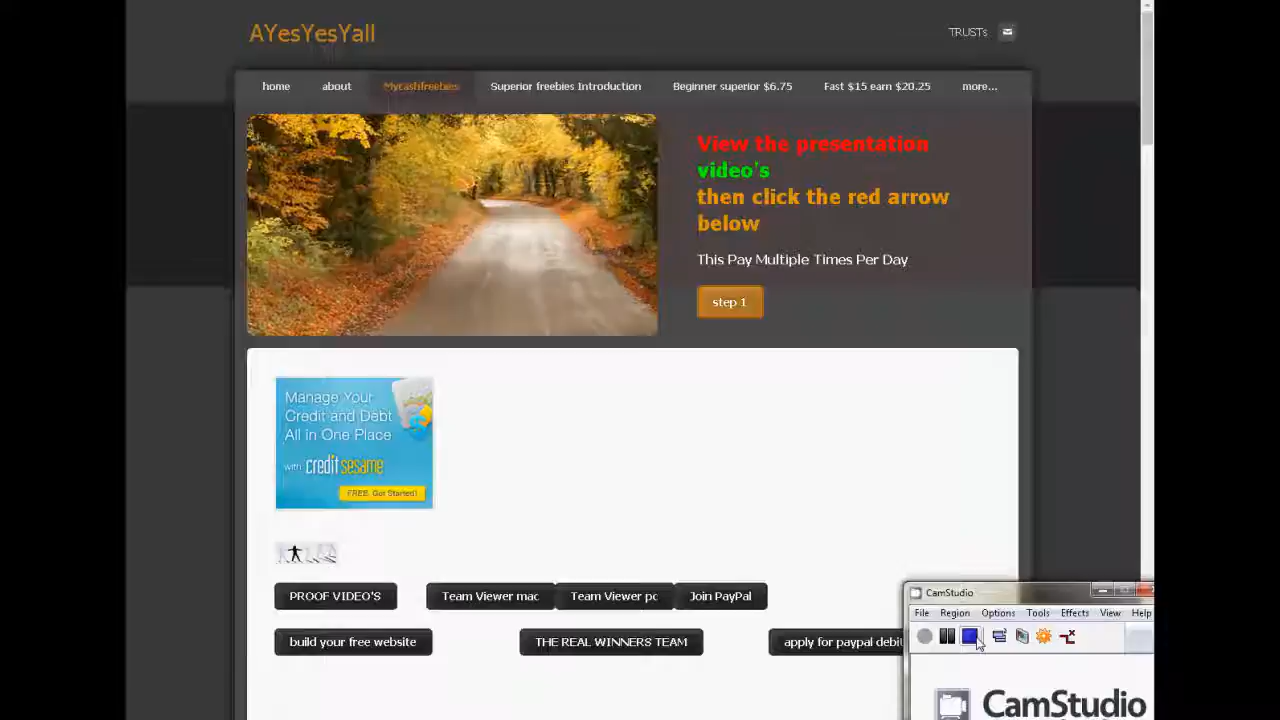 AYesYesYall
TRUSTs
home about Mycashfreebies Superior freebies Introduction Beginner superior $6.75 Fast $15 earn $20.25 more...
View the presentation
video's
then click the red arrow
below
This Pay Multiple Times Per Day
step 1
Manage Your
Credit and Debt
All in One Place
with credit sesame
FREE. Get Started!
PROOF VIDEO'S Team Viewer mac Team Viewer pc Join PayPal
build your free website THE REAL WINNERS TEAM apply for paypal debit
CamStudio
File Region Options Tools Effects View Help
CamStudio